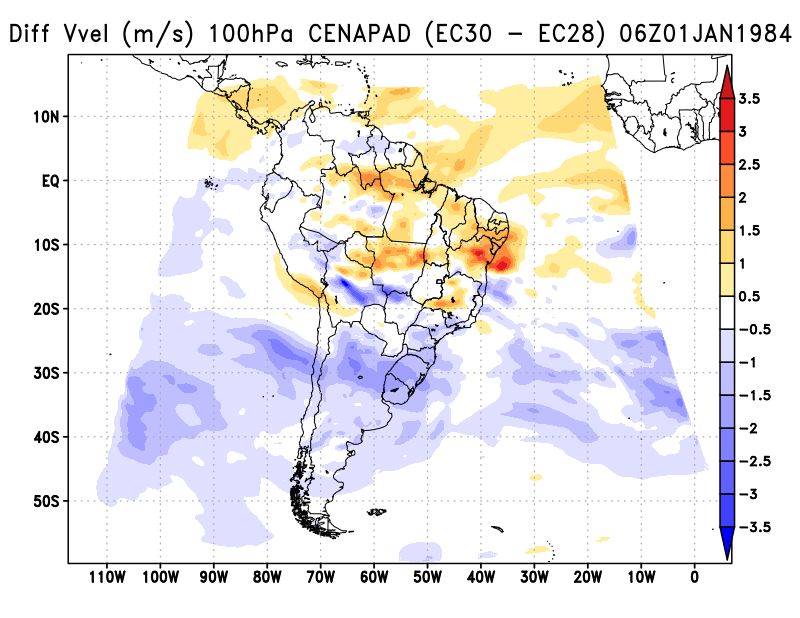 Diff Vvel (m/s) 100hPa CENAPAD (EC30 − EC28) 06Z01JAN1984
10N
EQ
10S
20S
30S
40S
50S
110W 100W 90W 80W 70W 60W 50W 40W 30W 20W 10W 0
3.5
3
2.5
2
1.5
1
0.5
−0.5
−1
−1.5
−2
−2.5
−3
−3.5